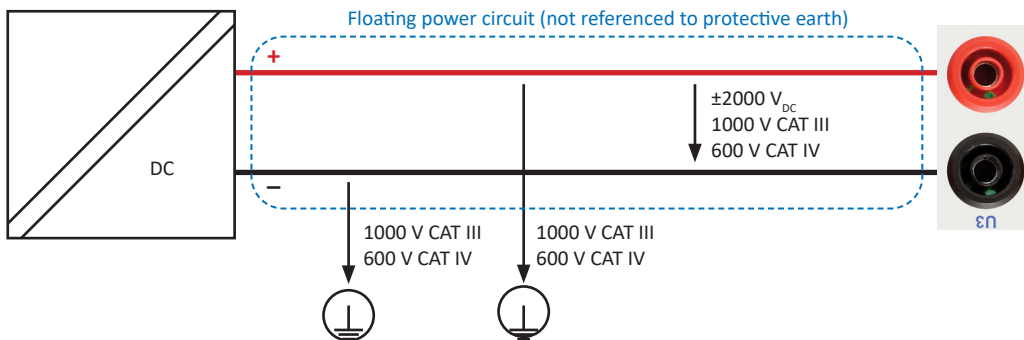 Floating power circuit (not referenced to protective earth)
+
±2000 VDC
1000 V CAT III
600 V CAT IV
DC
−
1000 V CAT III
600 V CAT IV
1000 V CAT III
600 V CAT IV
U3